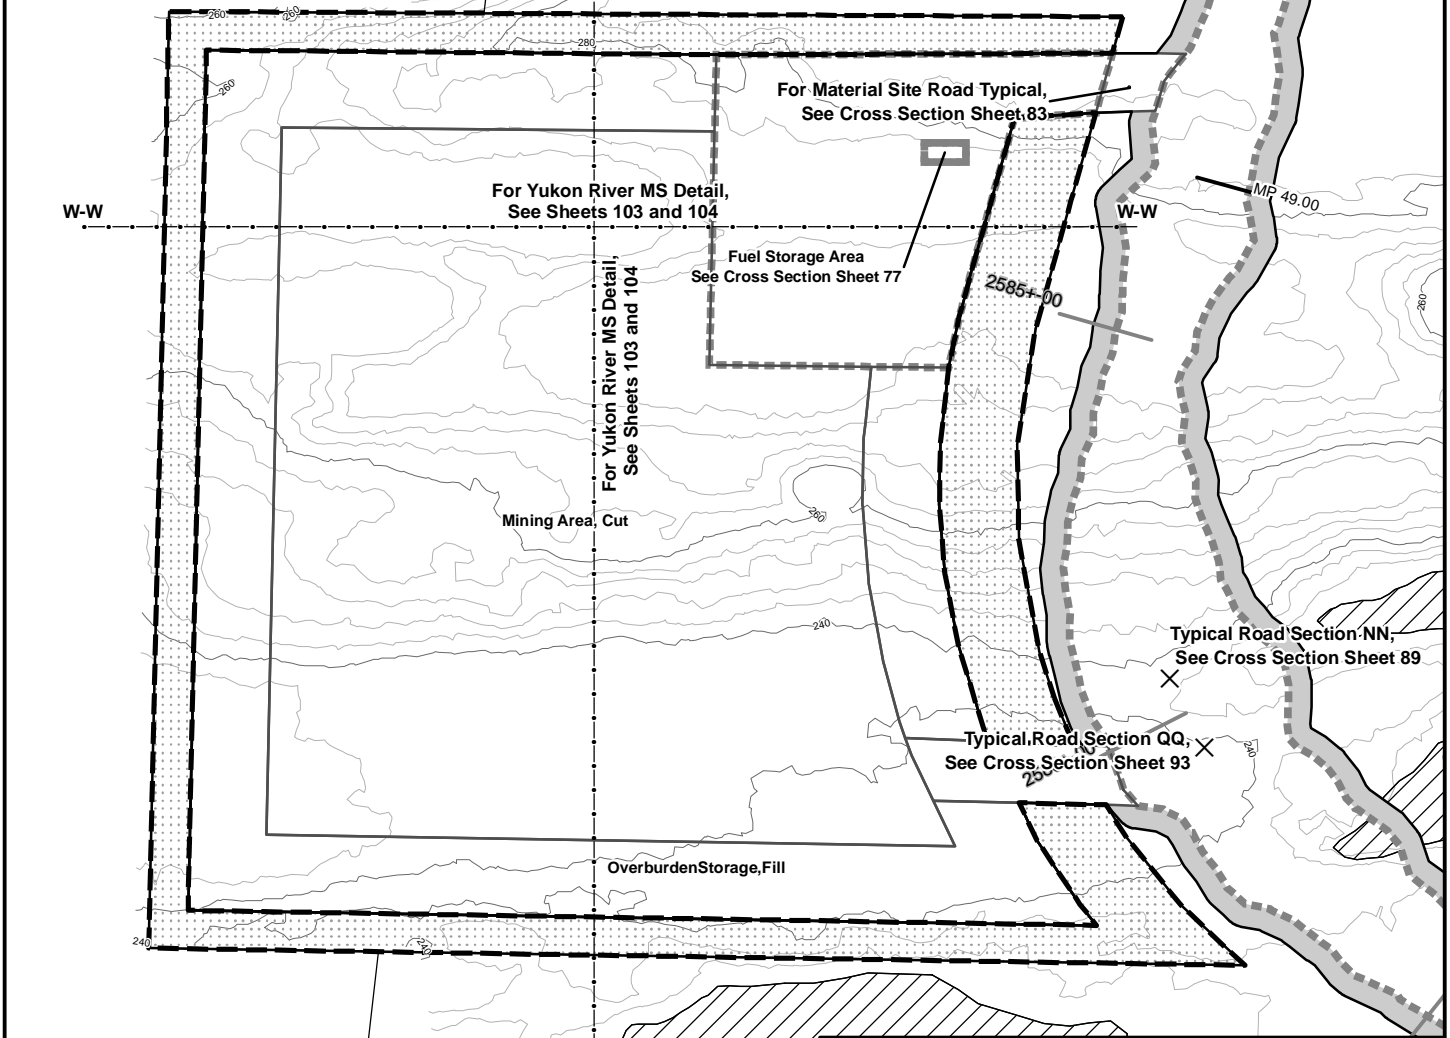 260
260
280
260
For Material Site Road Typical,
See Cross Section Sheet 83
For Yukon River MS Detail,
See Sheets 103 and 104
W-W
W-W
MP 49.00
Fuel Storage Area
See Cross Section Sheet 77
2585+00
260
For Yukon River MS Detail,
See Sheets 103 and 104
260
Mining Area, Cut
240
Typical Road Section NN,
See Cross Section Sheet 89
Typical Road Section QQ,
See Cross Section Sheet 93
240
OverburdenStorage,Fill
240
240